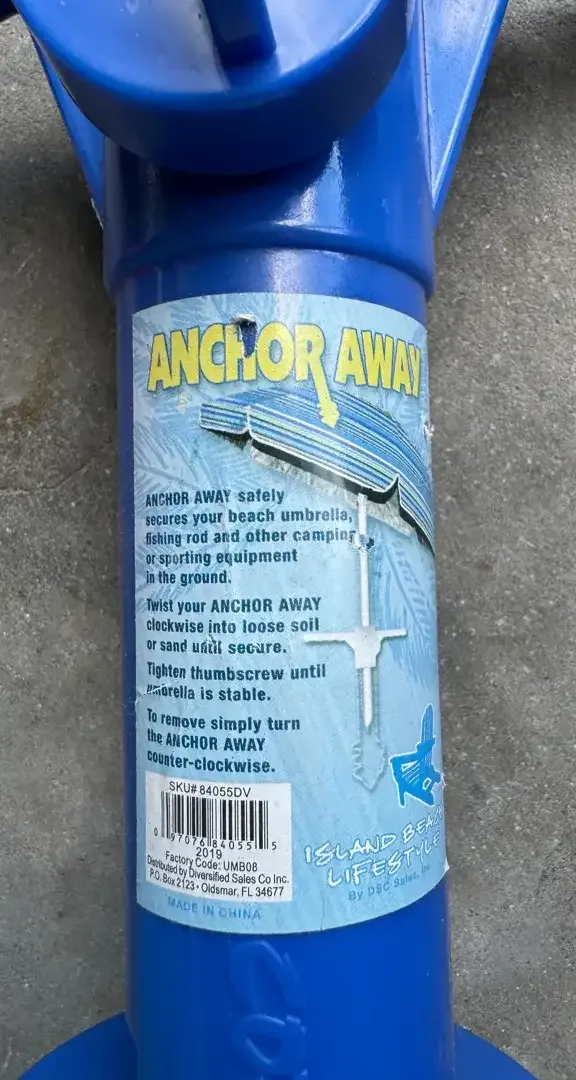 ANCHOR AWAY
ANCHOR AWAY safely
secures your beach umbrella,
fishing rod and other camping
or sporting equipment
in the ground.
Twist your ANCHOR AWAY
clockwise into loose soil
or sand until secure.
Tighten thumbscrew until
umbrella is stable.
To remove simply turn
the ANCHOR AWAY
counter-clockwise.
SKU# 84055DV
0 97076 84055 5
2019
Factory Code: UMB08
Distributed by Diversified Sales Co Inc.
P.O. Box 2123 • Oldsmar, FL 34677
MADE IN CHINA
ISLAND BEACH
LIFESTYLE
By DSC Sales, Inc